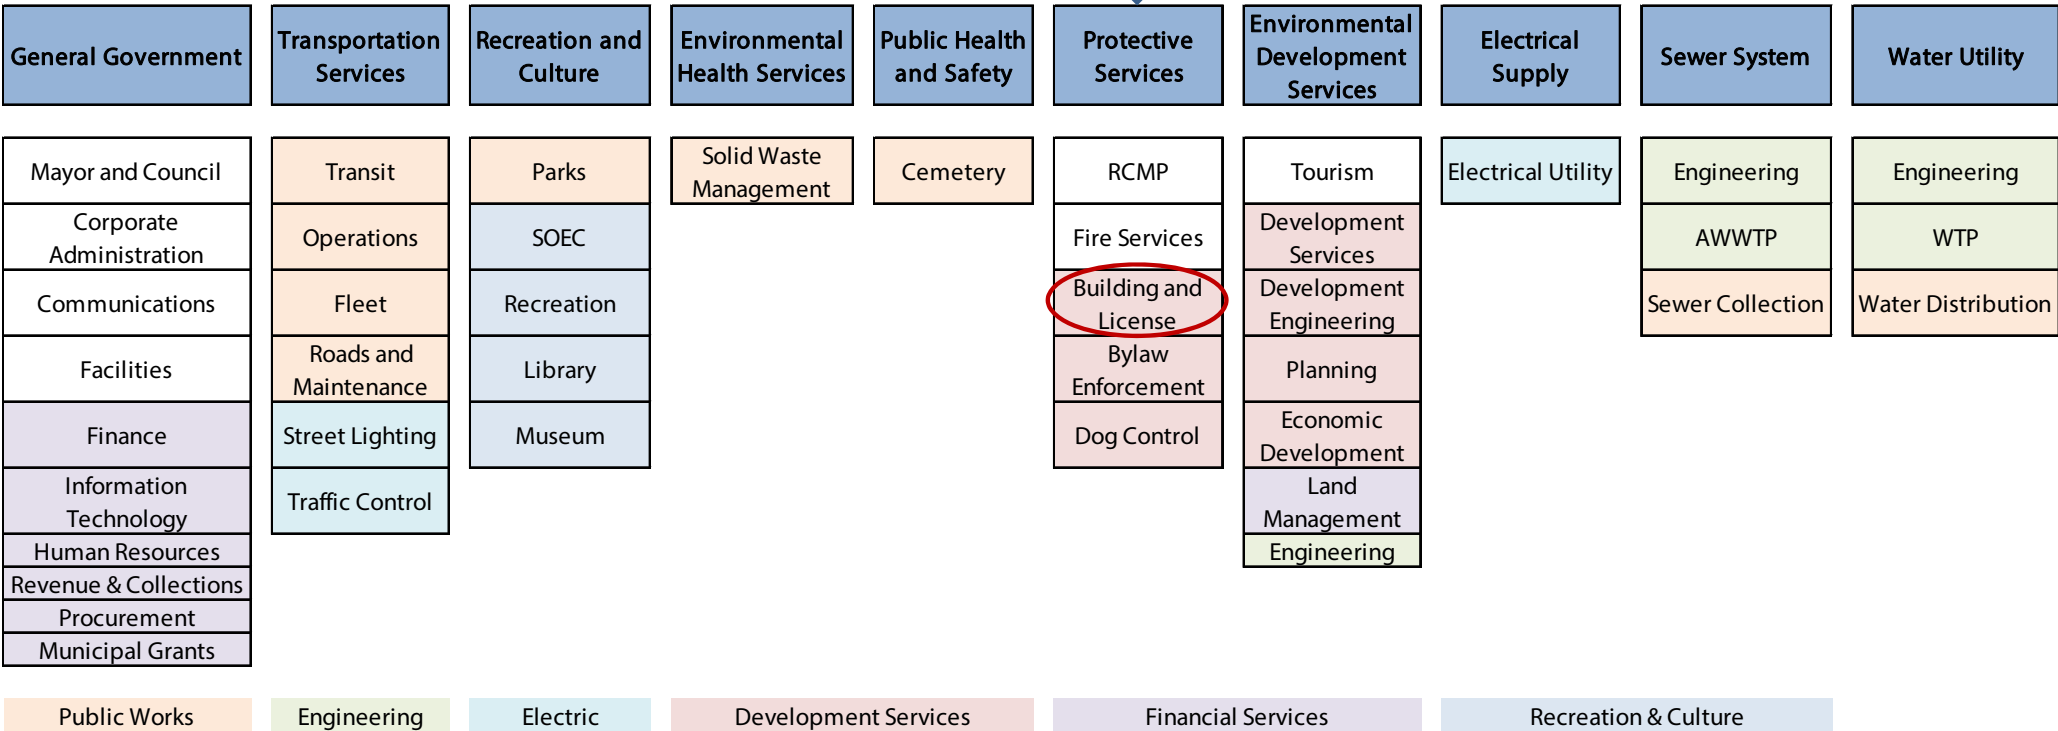 General Government
Transportation
Services
Recreation and
Culture
Environmental
Health Services
Public Health
and Safety
Protective
Services
Environmental
Development
Services
Electrical
Supply
Sewer System
Water Utility
Mayor and Council
Corporate
Administration
Communications
Facilities
Finance
Information
Technology
Human Resources
Revenue & Collections
Procurement
Municipal Grants
Transit
Operations
Fleet
Roads and
Maintenance
Street Lighting
Traffic Control
Parks
SOEC
Recreation
Library
Museum
Solid Waste
Management
Cemetery
RCMP
Fire Services
Building and
License
Bylaw
Enforcement
Dog Control
Tourism
Development
Services
Development
Engineering
Planning
Economic
Development
Land
Management
Engineering
Electrical Utility
Engineering
AWWTP
Sewer Collection
Engineering
WTP
Water Distribution
Public Works
Engineering
Electric
Development Services
Financial Services
Recreation & Culture